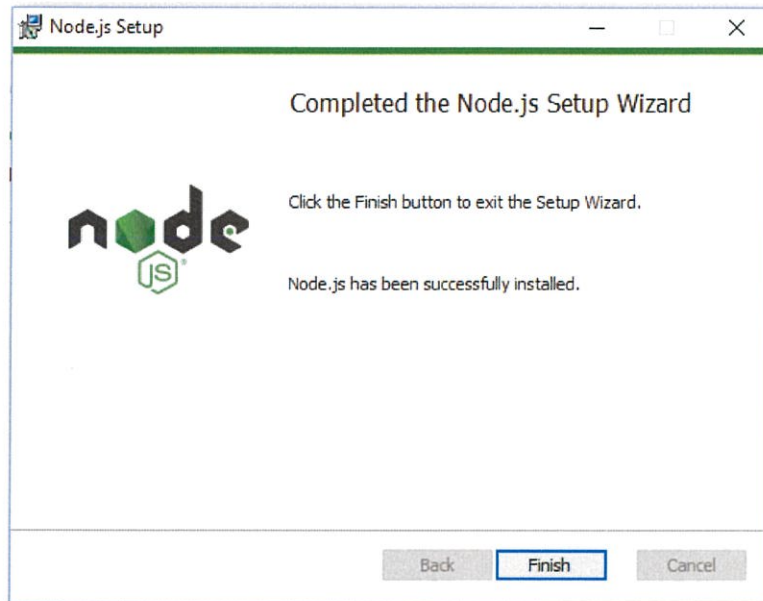 Node.js Setup
Completed the Node.js Setup Wizard
node
JS®
Click the Finish button to exit the Setup Wizard.
Node.js has been successfully installed.
Back
Finish
Cancel